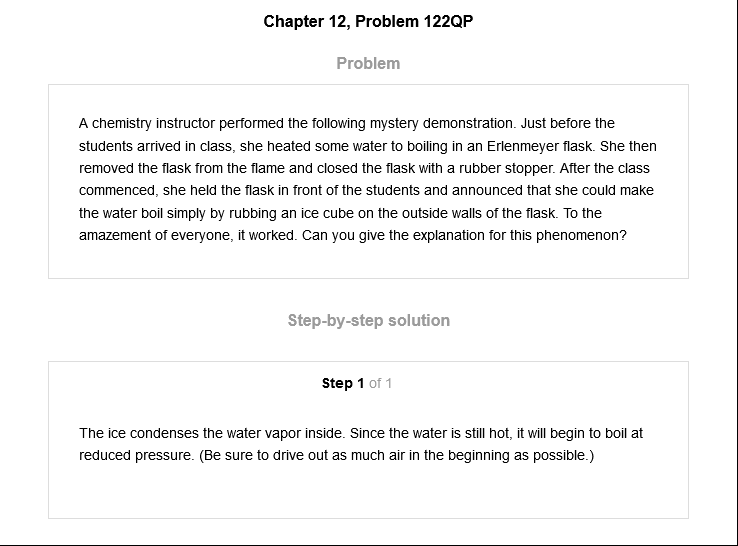 Chapter 12, Problem 122QP
Problem
A chemistry instructor performed the following mystery demonstration. Just before the
students arrived in class, she heated some water to boiling in an Erlenmeyer flask. She then
removed the flask from the flame and closed the flask with a rubber stopper. After the class
commenced, she held the flask in front of the students and announced that she could make
the water boil simply by rubbing an ice cube on the outside walls of the flask. To the
amazement of everyone, it worked. Can you give the explanation for this phenomenon?
Step-by-step solution
Step 1 of 1
The ice condenses the water vapor inside. Since the water is still hot, it will begin to boil at
reduced pressure. (Be sure to drive out as much air in the beginning as possible.)